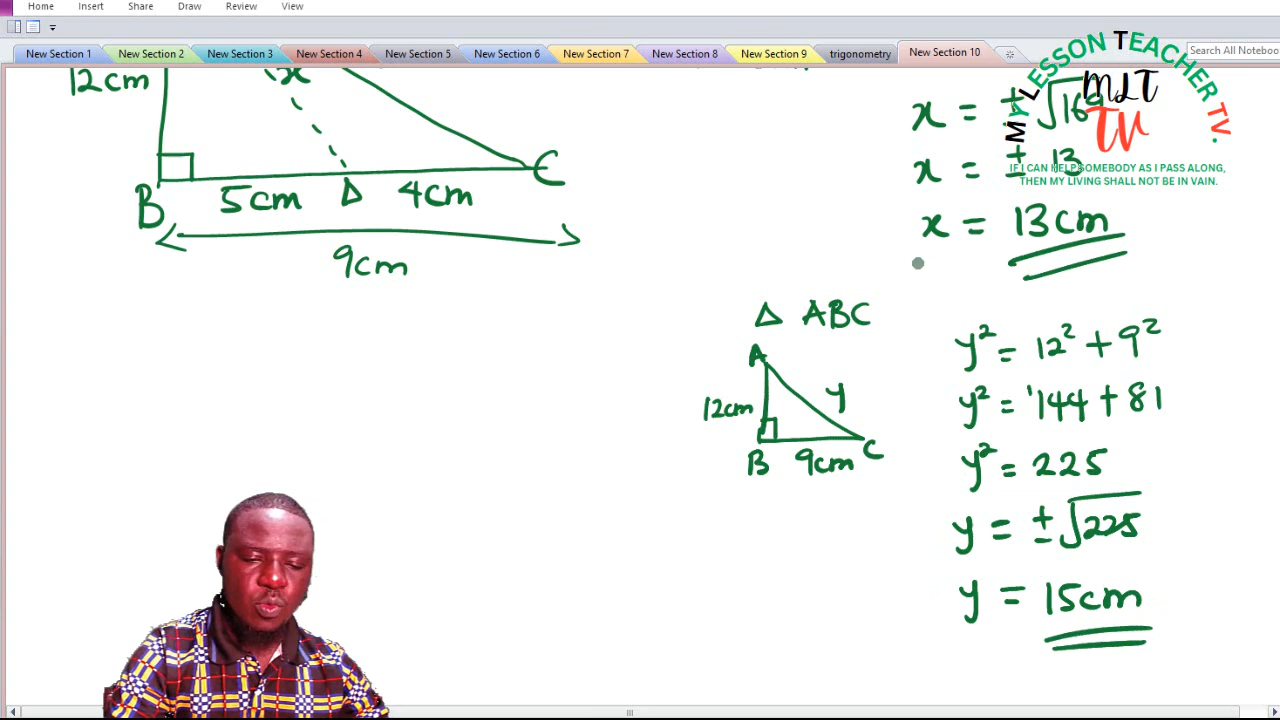 Home Insert Share Draw Review View
New Section 1 New Section 2 New Section 3 New Section 4 New Section 5 New Section 6 New Section 7 New Section 8 New Section 9 trigonometry New Section 10
Search All Noteboo
MY LESSON TEACHER TV.
MLT
TV
IF I CAN HELP SOMEBODY AS I PASS ALONG,
THEN MY LIVING SHALL NOT BE IN VAIN.
12cm
x
B
5cm Δ 4cm
C
9cm
x = ± √169
x = ± 13
x = 13cm
Δ ABC
A
12cm
y
B 9cm C
y² = 12² + 9²
y² = 144 + 81
y² = 225
y = ± √225
y = 15cm